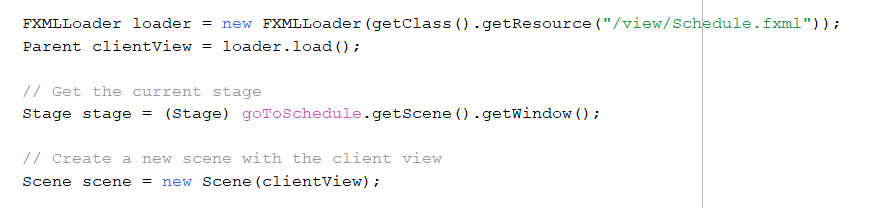 FXMLLoader loader = new FXMLLoader(getClass().getResource("/view/Schedule.fxml"));
Parent clientView = loader.load();
// Get the current stage
Stage stage = (Stage) goToSchedule.getScene().getWindow();
// Create a new scene with the client view
Scene scene = new Scene(clientView);